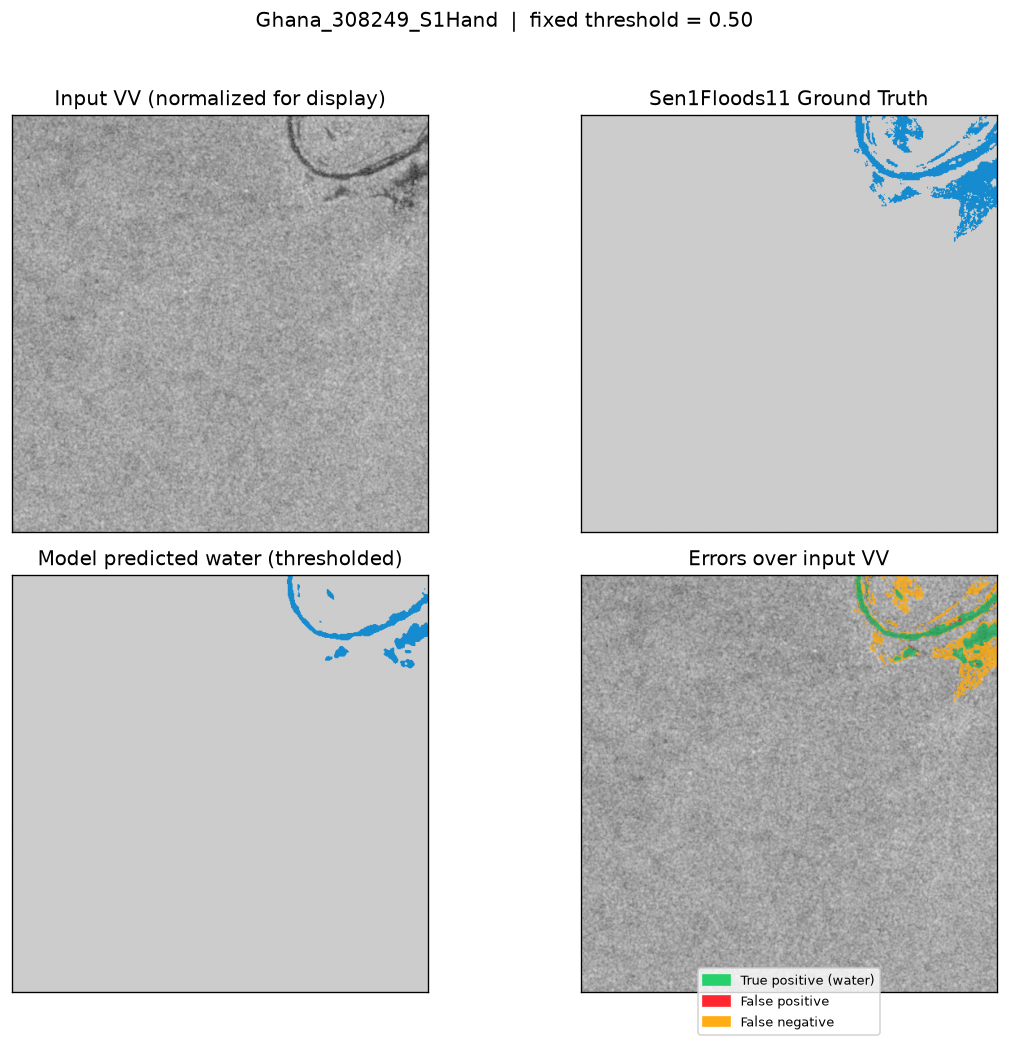 Ghana_308249_S1Hand  |  fixed threshold = 0.50
Input VV (normalized for display)
Sen1Floods11 Ground Truth
Model predicted water (thresholded)
Errors over input VV
True positive (water)
False positive
False negative